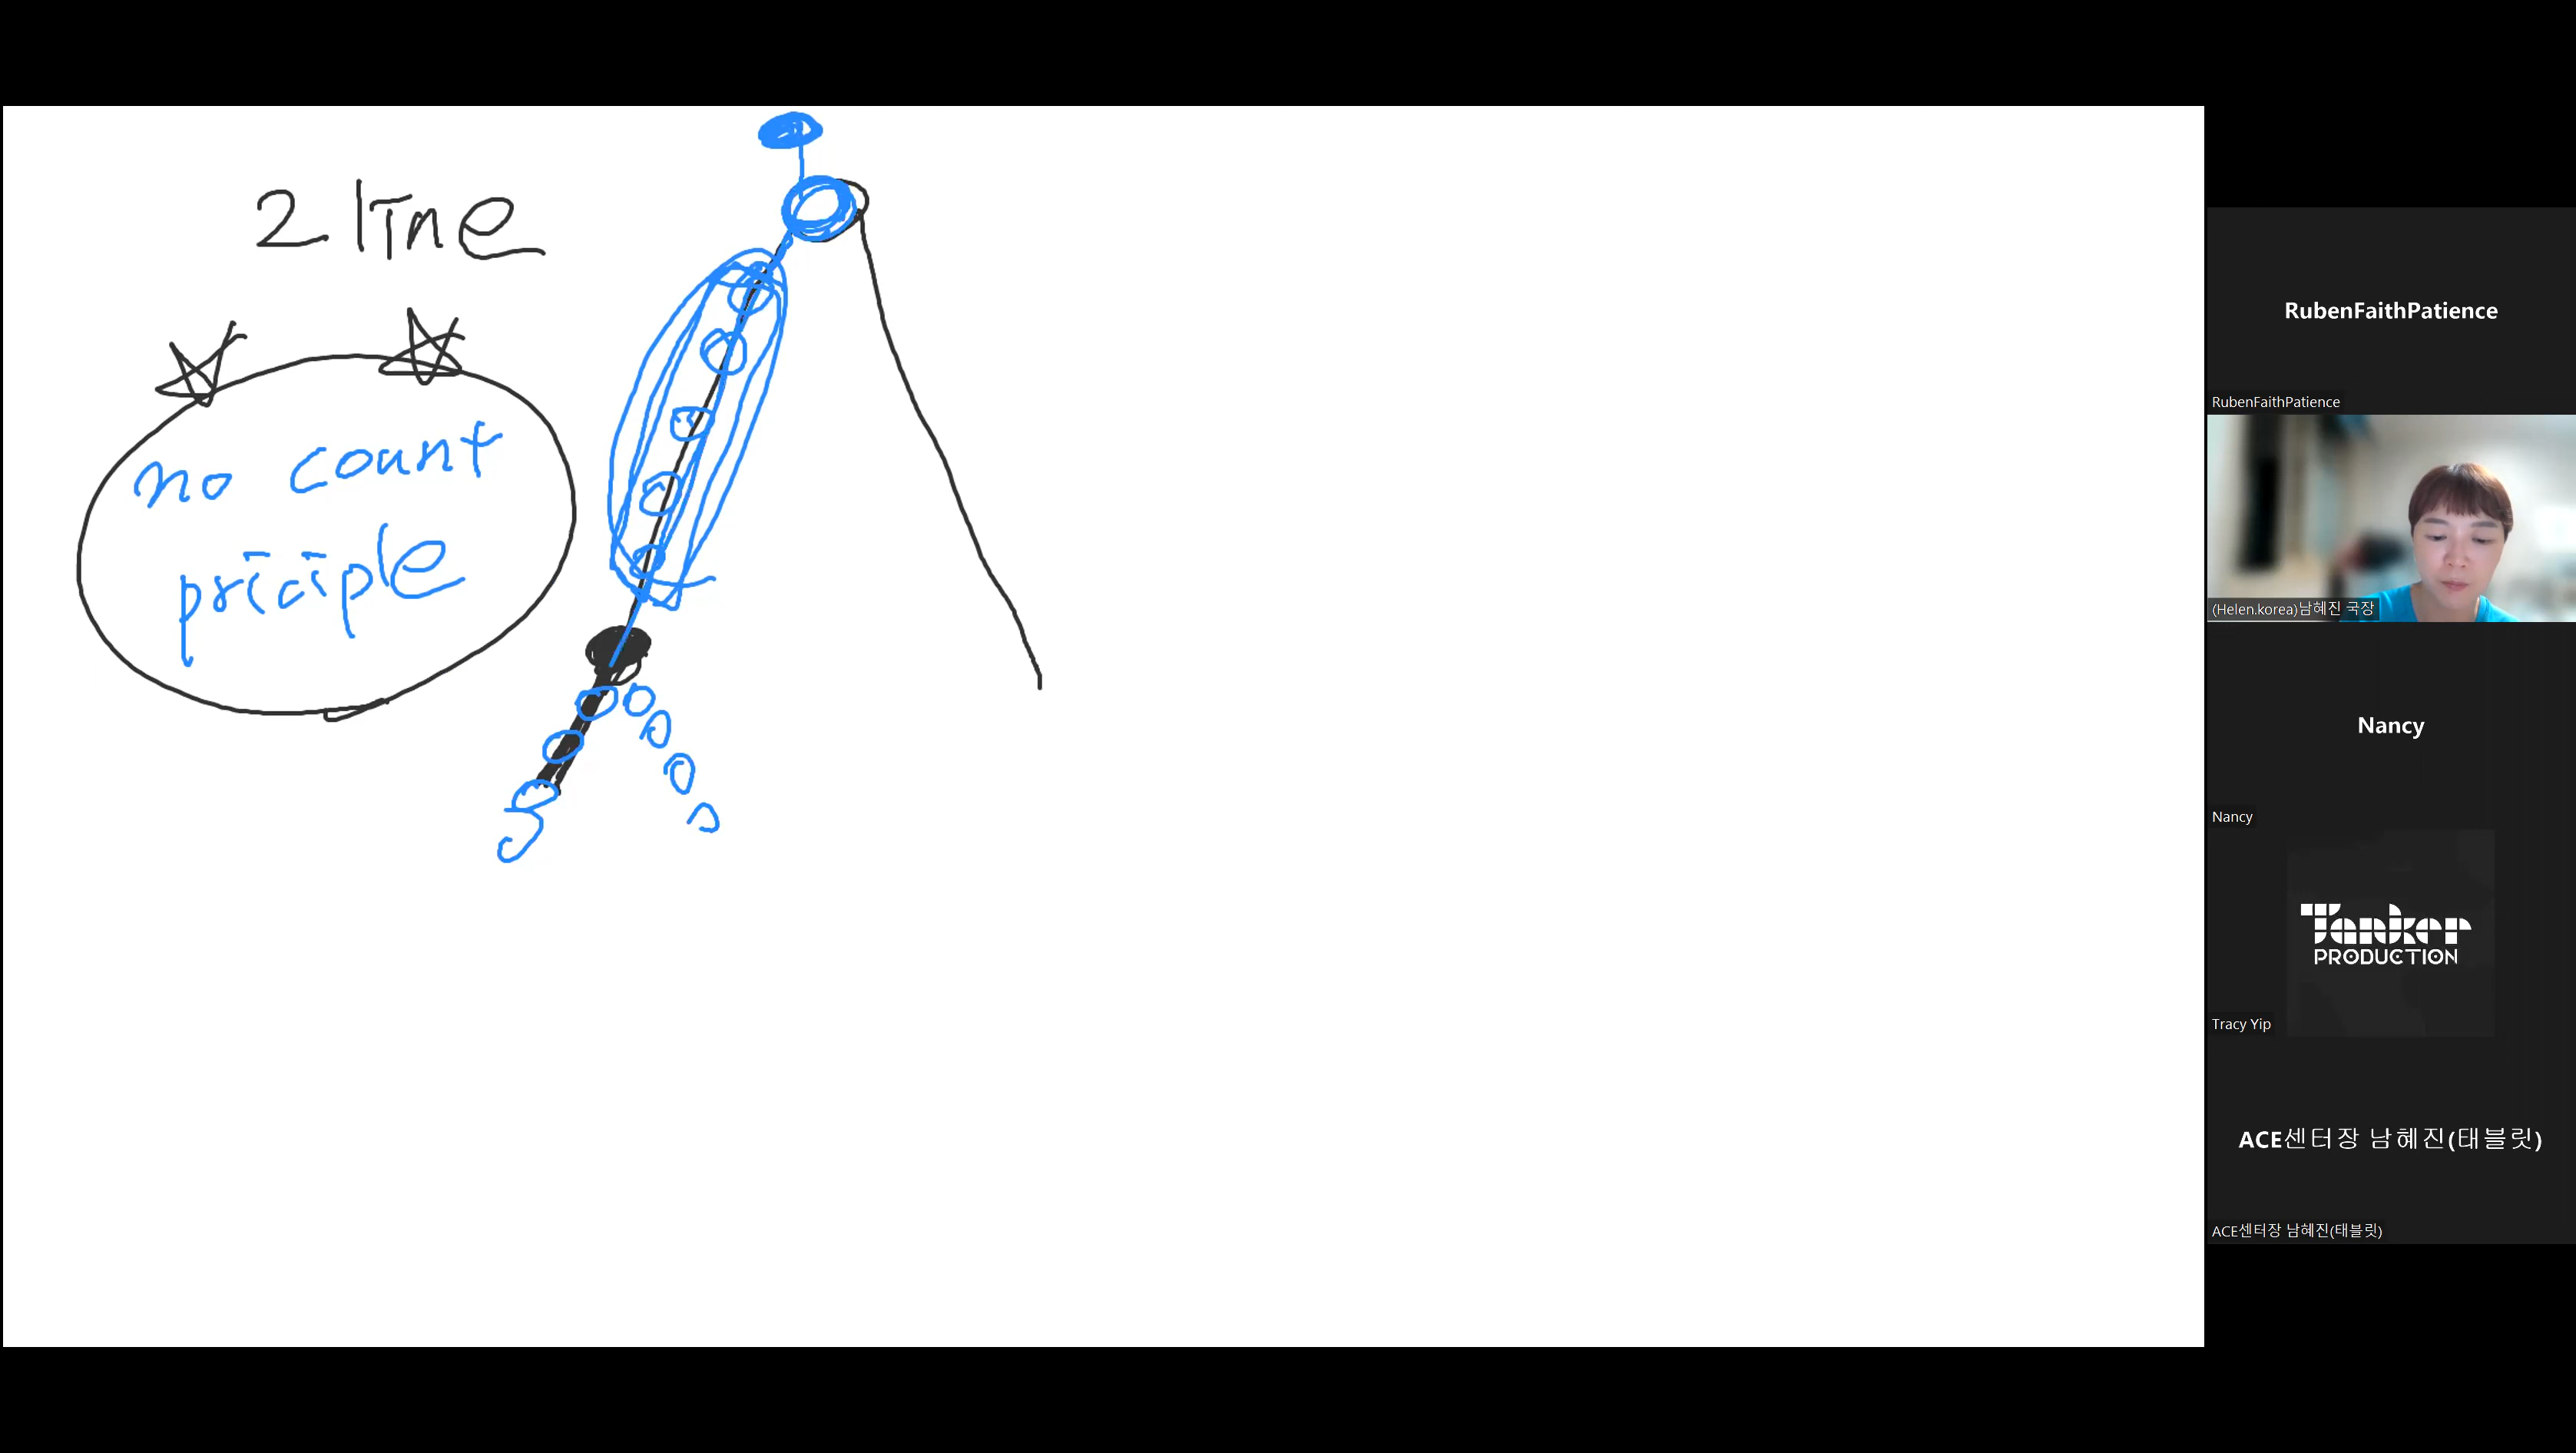 2 line
no count
priciple
RubenFaithPatience
RubenFaithPatience
(Helen.korea)남혜진 국장
Nancy
Nancy
Tanker
PRODUCTION
Tracy Yip
ACE센터장 남혜진(태블릿)
ACE센터장 남혜진(태블릿)